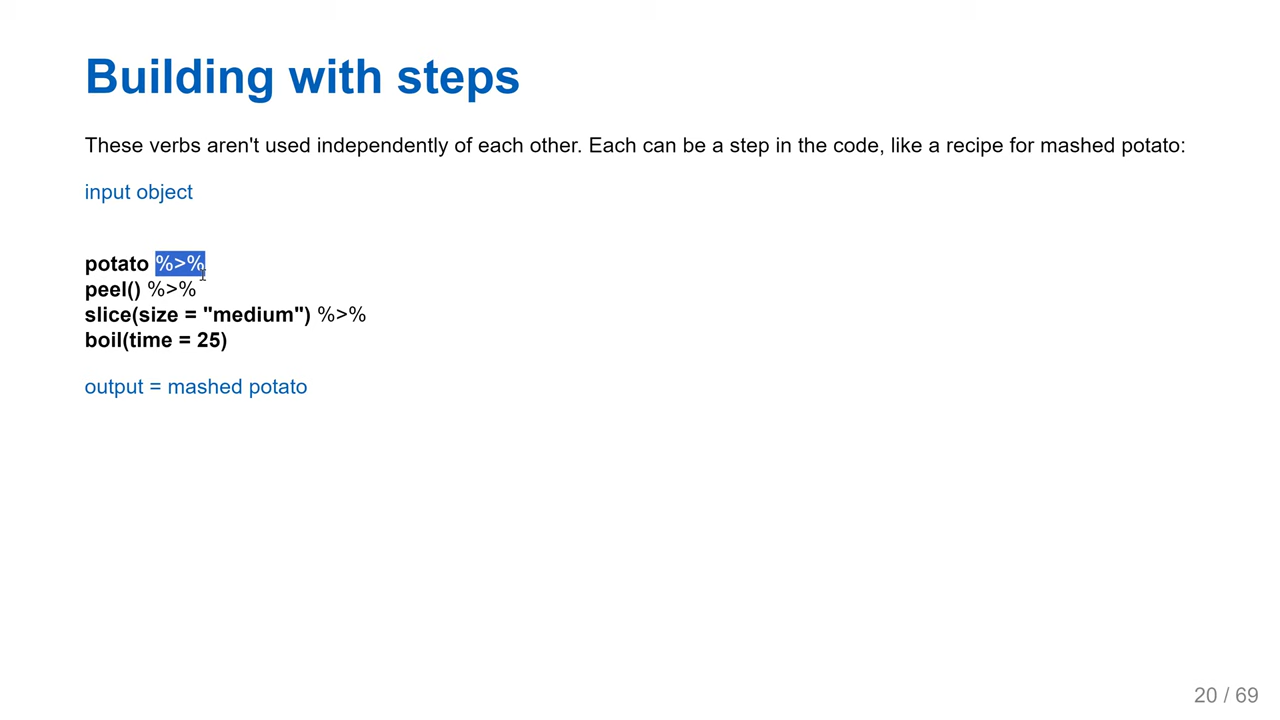 Building with steps
These verbs aren't used independently of each other. Each can be a step in the code, like a recipe for mashed potato:
input object
potato %>%
peel() %>%
slice(size = "medium") %>%
boil(time = 25)
output = mashed potato
20 / 69